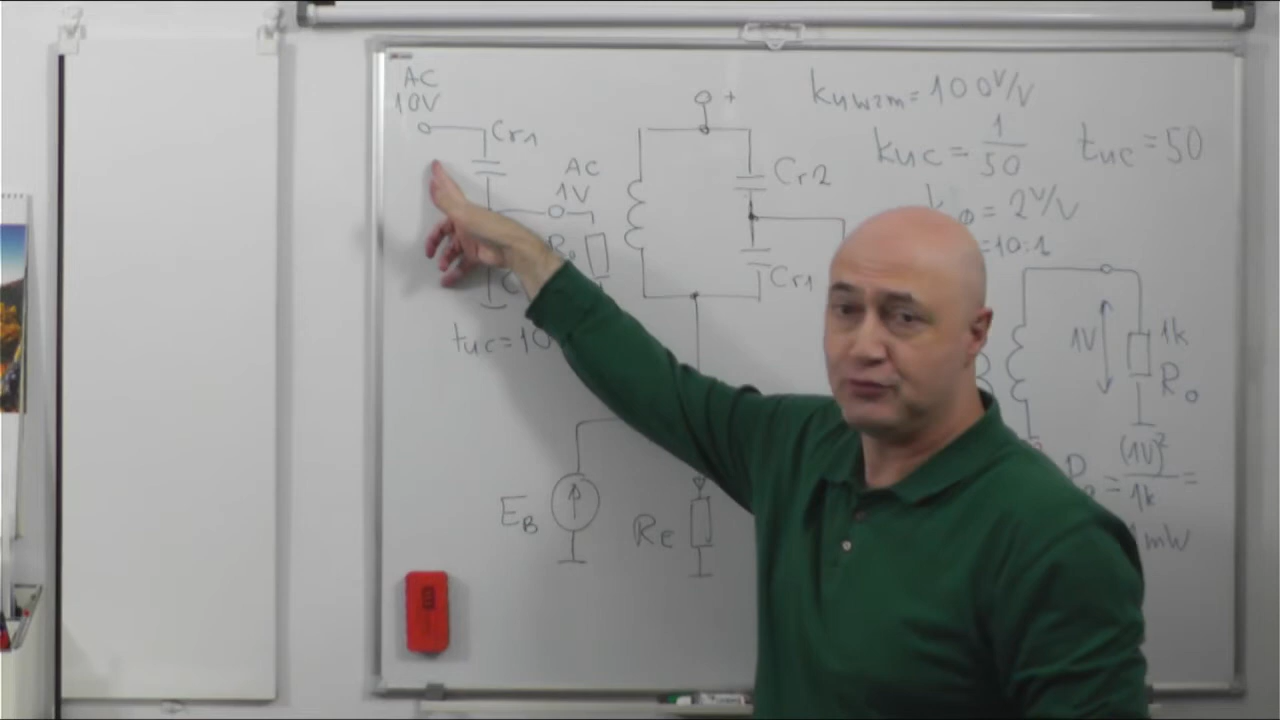 AC
10V
Cr1
AC
1V
tuc=10
+
Cr2
Cr1
EB
RE
kuwzm=100V/V
kuc=1/50
tuc=50
=2V/V
=10:1
1V
1k
Ro
=(1V)²/1k=
1mW